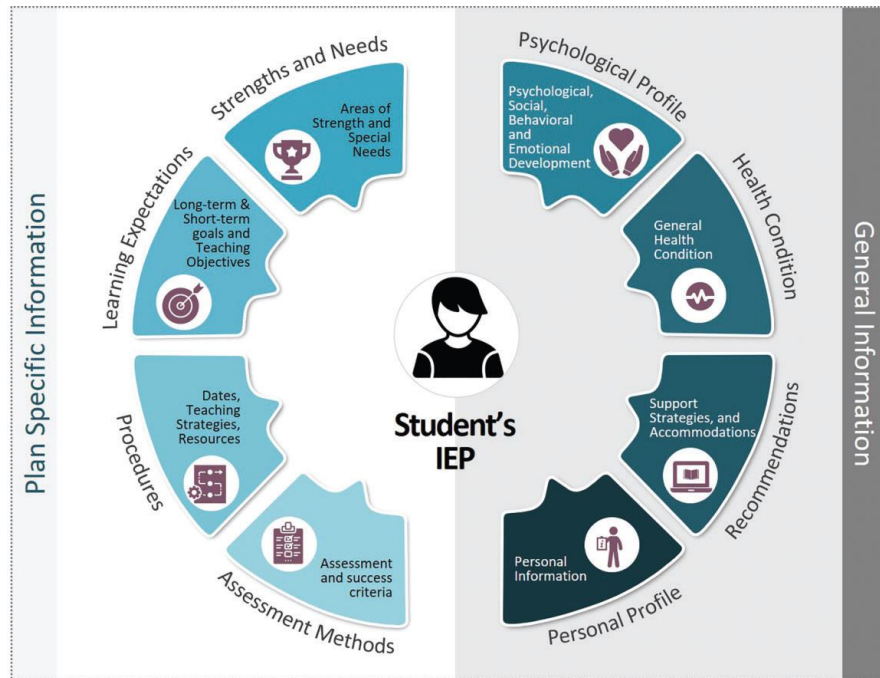 Plan Specific Information
Strengths and Needs
Areas of
Strength and
Special
Needs
Learning Expectations
Long-term &
Short-term
goals and
Teaching
Objectives
Procedures
Dates,
Teaching
Strategies,
Resources
Assessment Methods
Assessment
and success
criteria
Student's
IEP
Psychological Profile
Psychological,
Social,
Behavioral
and
Emotional
Development
Health Condition
General
Health
Condition
Recommendations
Support
Strategies, and
Accommodations
Personal Profile
Personal
Information
General Information